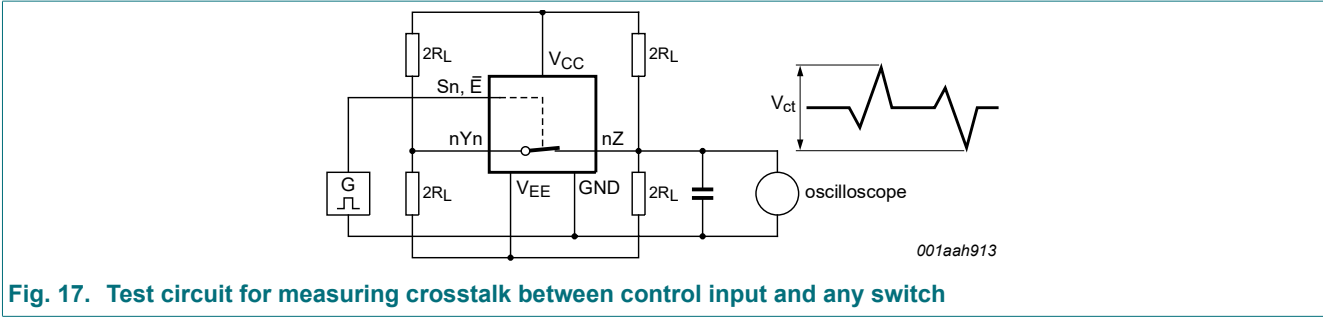 2RL
VCC
2RL
Sn, E̅
Vct
nYn
nZ
G
2RL
VEE
GND
2RL
oscilloscope
001aah913
Fig. 17. Test circuit for measuring crosstalk between control input and any switch